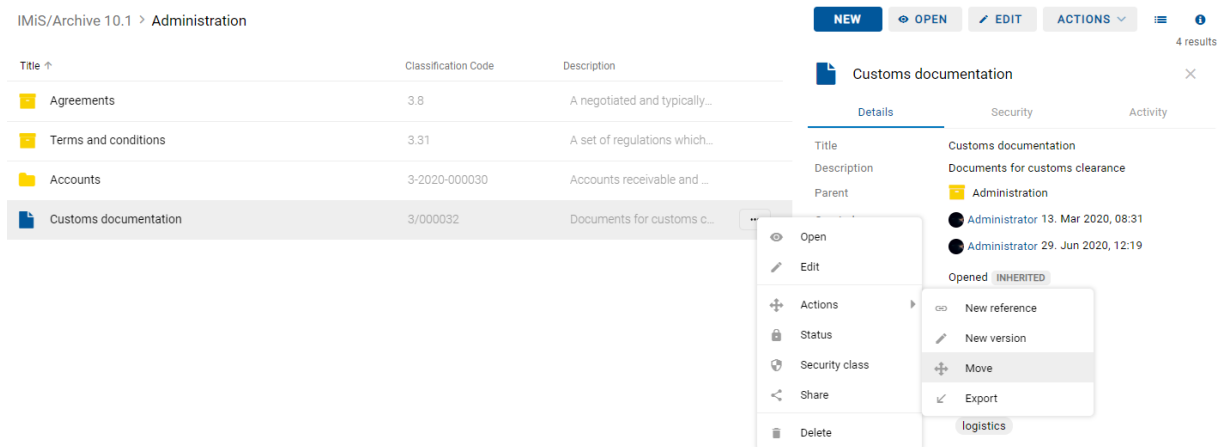 IMiS/Archive 10.1 > Administration
NEW OPEN EDIT ACTIONS
4 results
Title ↑ Classification Code Description
Agreements 3.8 A negotiated and typically...
Terms and conditions 3.31 A set of regulations which...
Accounts 3-2020-000030 Accounts receivable and ...
Customs documentation 3/000032 Documents for customs c... ...
Open
Edit
Actions
Status
Security class
Share
Delete
New reference
New version
Move
Export
Customs documentation
Details Security Activity
Title Customs documentation
Description Documents for customs clearance
Parent Administration
Administrator 13. Mar 2020, 08:31
Administrator 29. Jun 2020, 12:19
Opened INHERITED
logistics